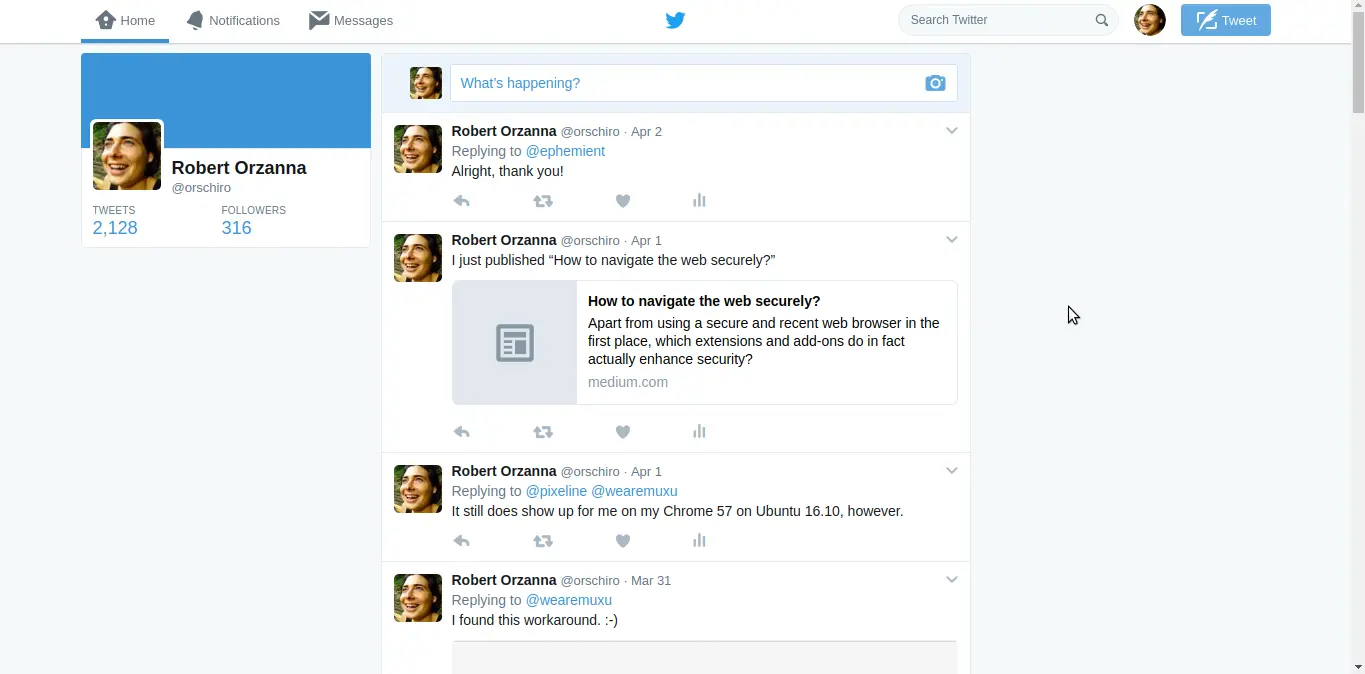 Home Notifications Messages Search Twitter Tweet
What's happening?
Robert Orzanna
@orschiro
TWEETS FOLLOWERS
2,128 316
Robert Orzanna @orschiro · Apr 2
Replying to @ephemient
Alright, thank you!
Robert Orzanna @orschiro · Apr 1
I just published “How to navigate the web securely?”
How to navigate the web securely?
Apart from using a secure and recent web browser in the
first place, which extensions and add-ons do in fact
actually enhance security?
medium.com
Robert Orzanna @orschiro · Apr 1
Replying to @pixeline @wearemuxu
It still does show up for me on my Chrome 57 on Ubuntu 16.10, however.
Robert Orzanna @orschiro · Mar 31
Replying to @wearemuxu
I found this workaround. :-)